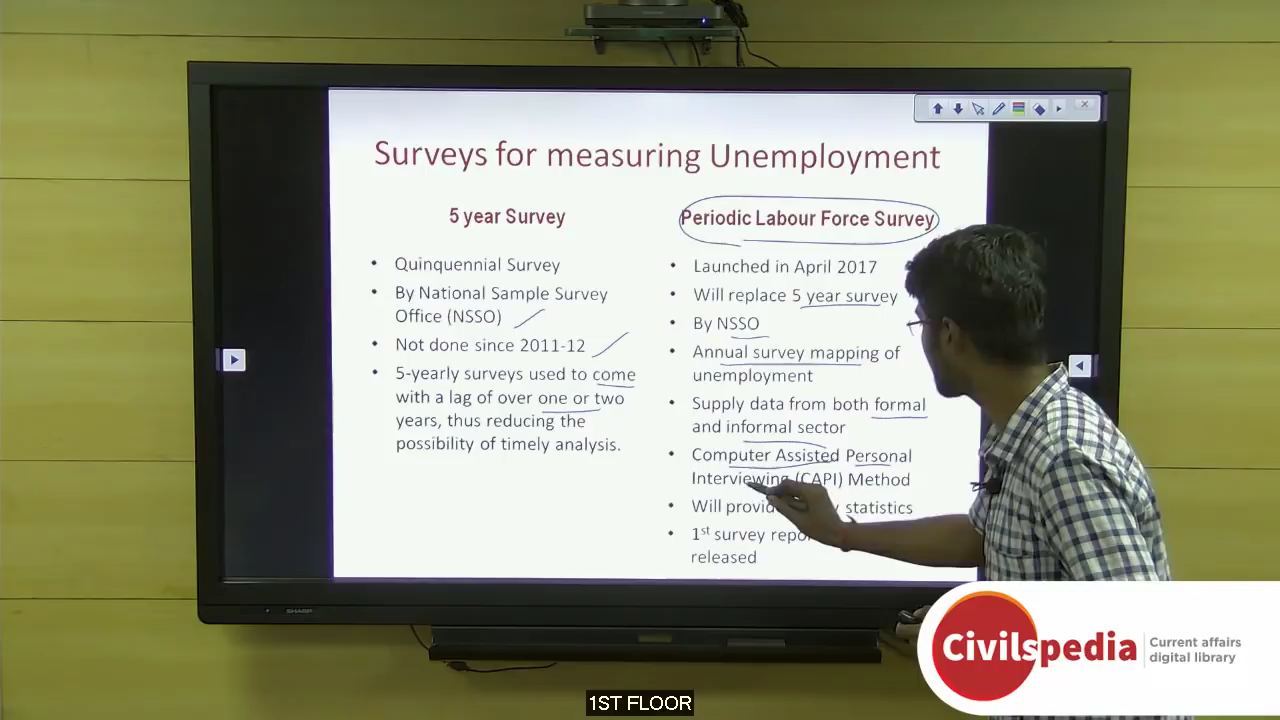 Surveys for measuring Unemployment
5 year Survey
Quinquennial Survey
By National Sample Survey
Office (NSSO)
Not done since 2011-12
5-yearly surveys used to come
with a lag of over one or two
years, thus reducing the
possibility of timely analysis.
Periodic Labour Force Survey
Launched in April 2017
Will replace 5 year survey
By NSSO
Annual survey mapping of
unemployment
Supply data from both formal
and informal sector
Computer Assisted Personal
Interviewing (CAPI) Method
Will statistics
1st survey
released
SHARP
Civilspedia
Current affairs
digital library
1ST FLOOR